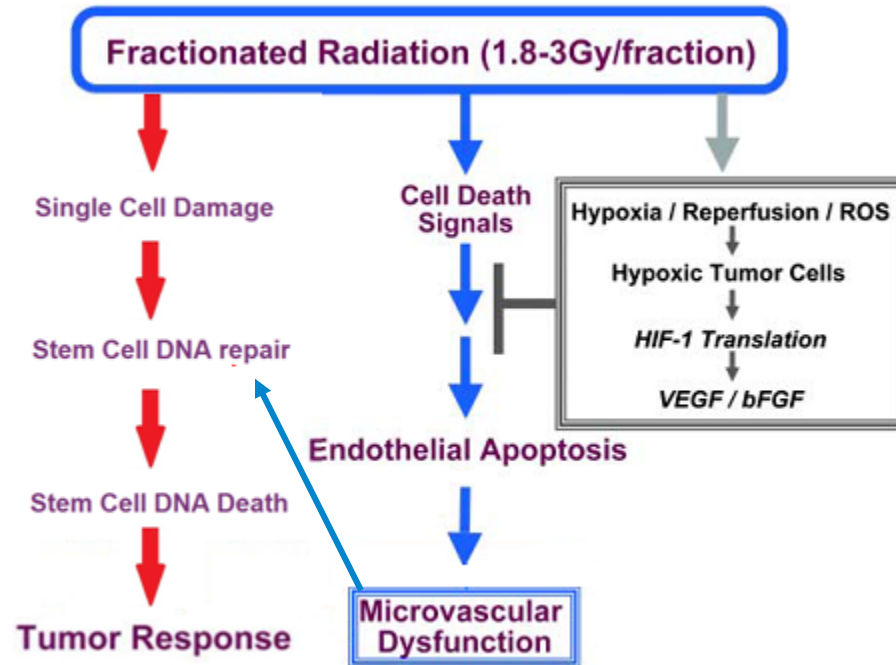 Fractionated Radiation (1.8-3Gy/fraction)
Single Cell Damage
Stem Cell DNA repair
Stem Cell DNA Death
Tumor Response
Cell Death
Signals
Endothelial Apoptosis
Microvascular
Dysfunction
Hypoxia / Reperfusion / ROS
Hypoxic Tumor Cells
HIF-1 Translation
VEGF / bFGF